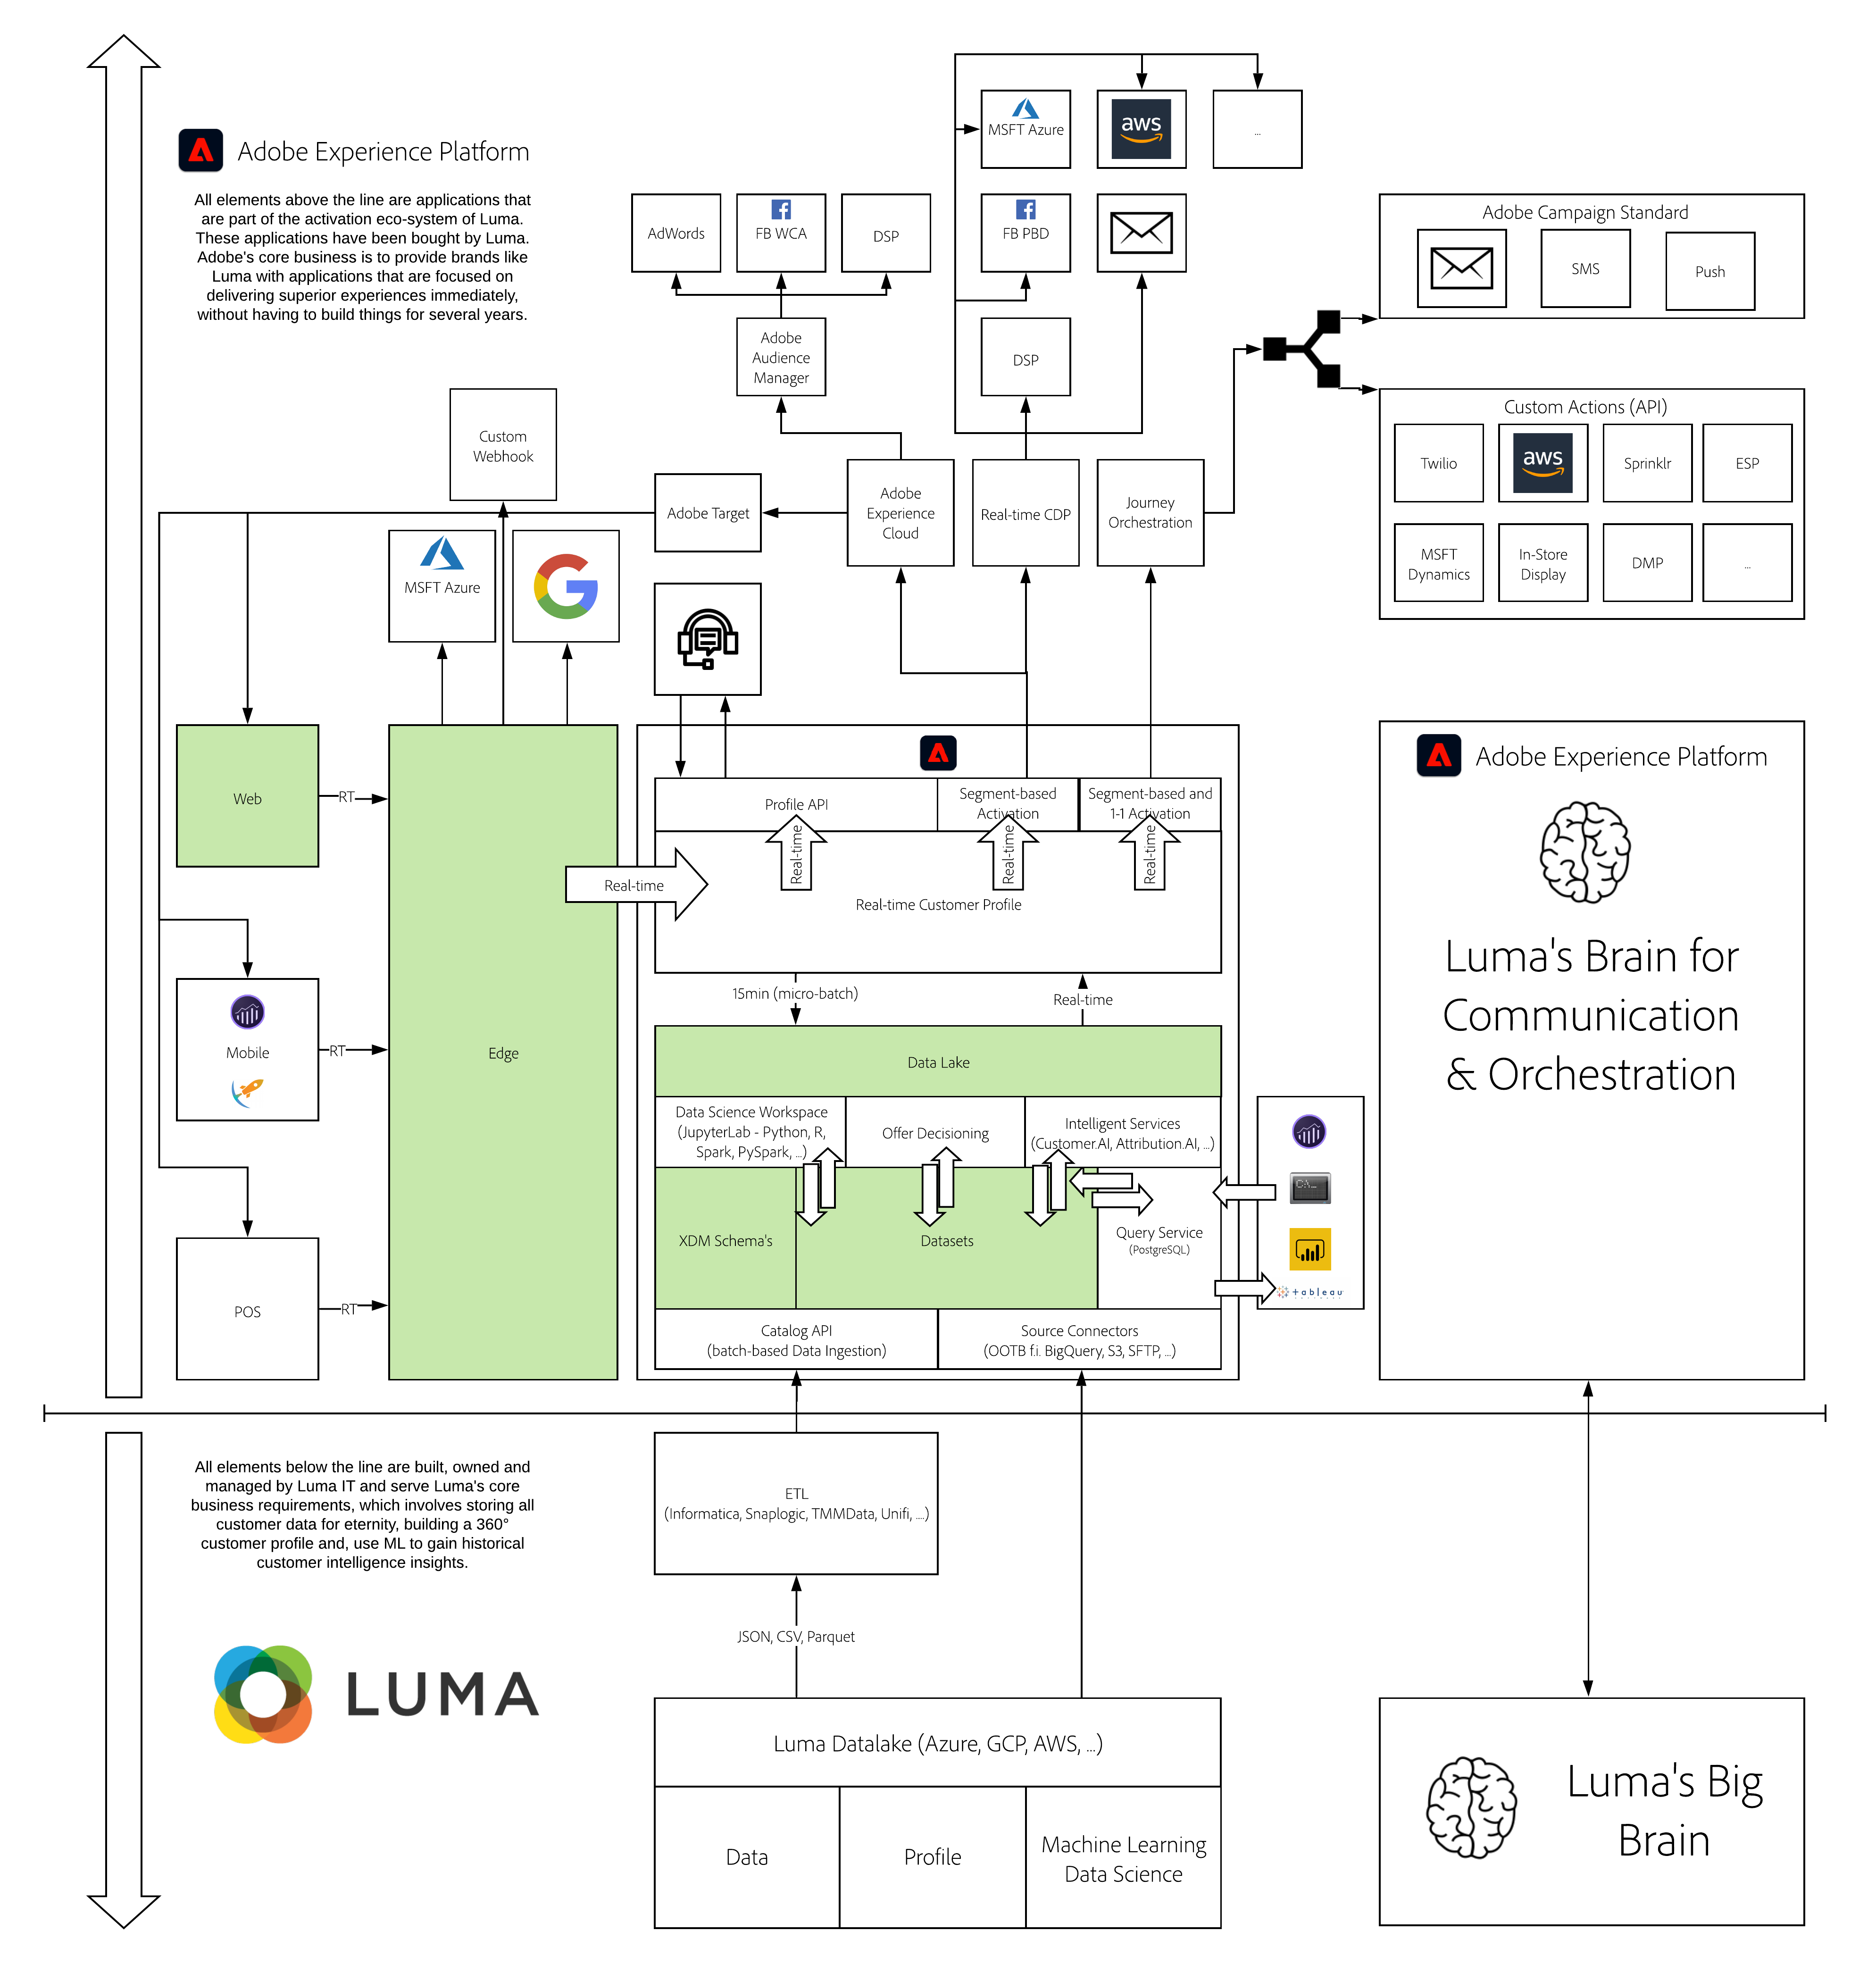 Adobe Experience Platform
All elements above the line are applications that
are part of the activation eco-system of Luma.
These applications have been bought by Luma.
Adobe's core business is to provide brands like
Luma with applications that are focused on
delivering superior experiences immediately,
without having to build things for several years.
MSFT Azure
aws
...
AdWords
FB WCA
DSP
FB PBD
Adobe
Audience
Manager
DSP
Adobe Campaign Standard
SMS
Push
Custom Actions (API)
Twilio
aws
Sprinklr
ESP
MSFT
Dynamics
In-Store
Display
DMP
...
Custom
Webhook
Adobe Target
Adobe
Experience
Cloud
Real-time CDP
Journey
Orchestration
MSFT Azure
Web
RT
Mobile
RT
POS
RT
Edge
Real-time
Profile API
Segment-based
Activation
Segment-based and
1-1 Activation
Real-time
Real-time
Real-time
Real-time Customer Profile
15min (micro-batch)
Real-time
Data Lake
Data Science Workspace
(JupyterLab - Python, R,
Spark, PySpark, ...)
Offer Decisioning
Intelligent Services
(Customer.AI, Attribution.AI, ...)
XDM Schema's
Datasets
Query Service
(PostgreSQL)
Catalog API
(batch-based Data Ingestion)
Source Connectors
(OOTB f.i. BigQuery, S3, SFTP, ...)
tableau
Adobe Experience Platform
Luma's Brain for
Communication
& Orchestration
All elements below the line are built, owned and
managed by Luma IT and serve Luma's core
business requirements, which involves storing all
customer data for eternity, building a 360°
customer profile and, use ML to gain historical
customer intelligence insights.
LUMA
ETL
(Informatica, Snaplogic, TMMData, Unifi, ....)
JSON, CSV, Parquet
Luma Datalake (Azure, GCP, AWS, ...)
Data
Profile
Machine Learning
Data Science
Luma's Big
Brain